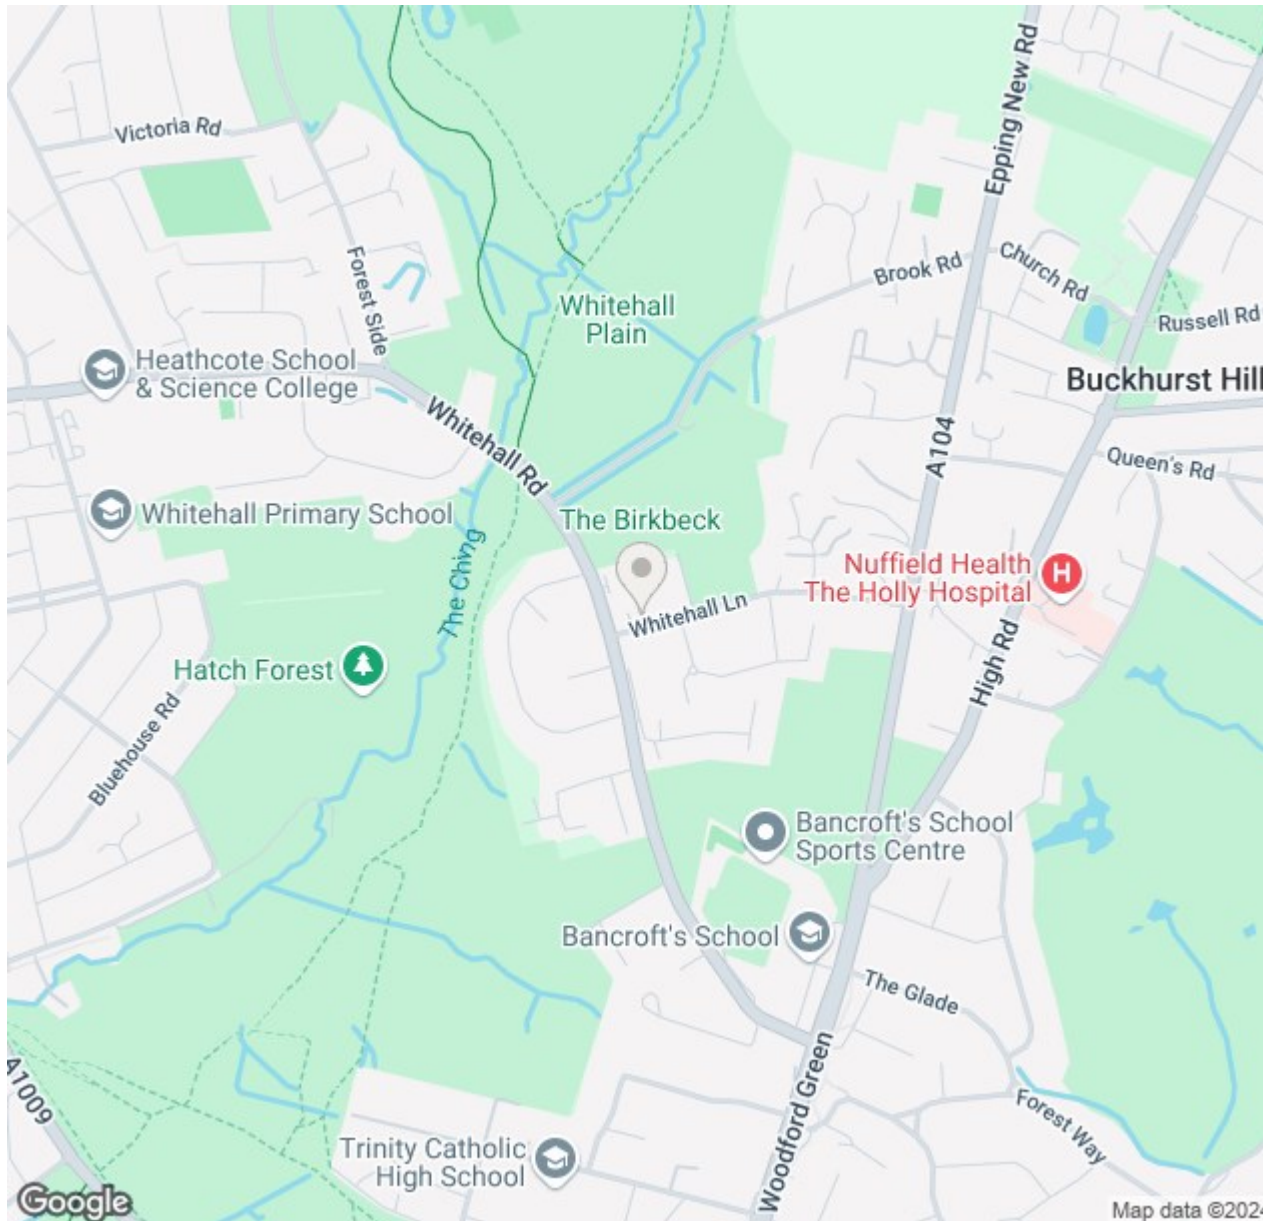 Epping New Rd
Victoria Rd
Forest Side
Brook Rd
Church Rd
Whitehall
Plain
Russell Rd
Heathcote School
& Science College
Buckhurst Hill
Whitehall Rd
A104
Queen's Rd
Whitehall Primary School
The Birkbeck
The Ching
Nuffield Health
The Holly Hospital
H
Whitehall Ln
Hatch Forest
High Rd
Bluehouse Rd
Bancroft's School
Sports Centre
Bancroft's School
The Glade
Woodford Green
A1009
Forest Way
Trinity Catholic
High School
Google
Map data ©2024